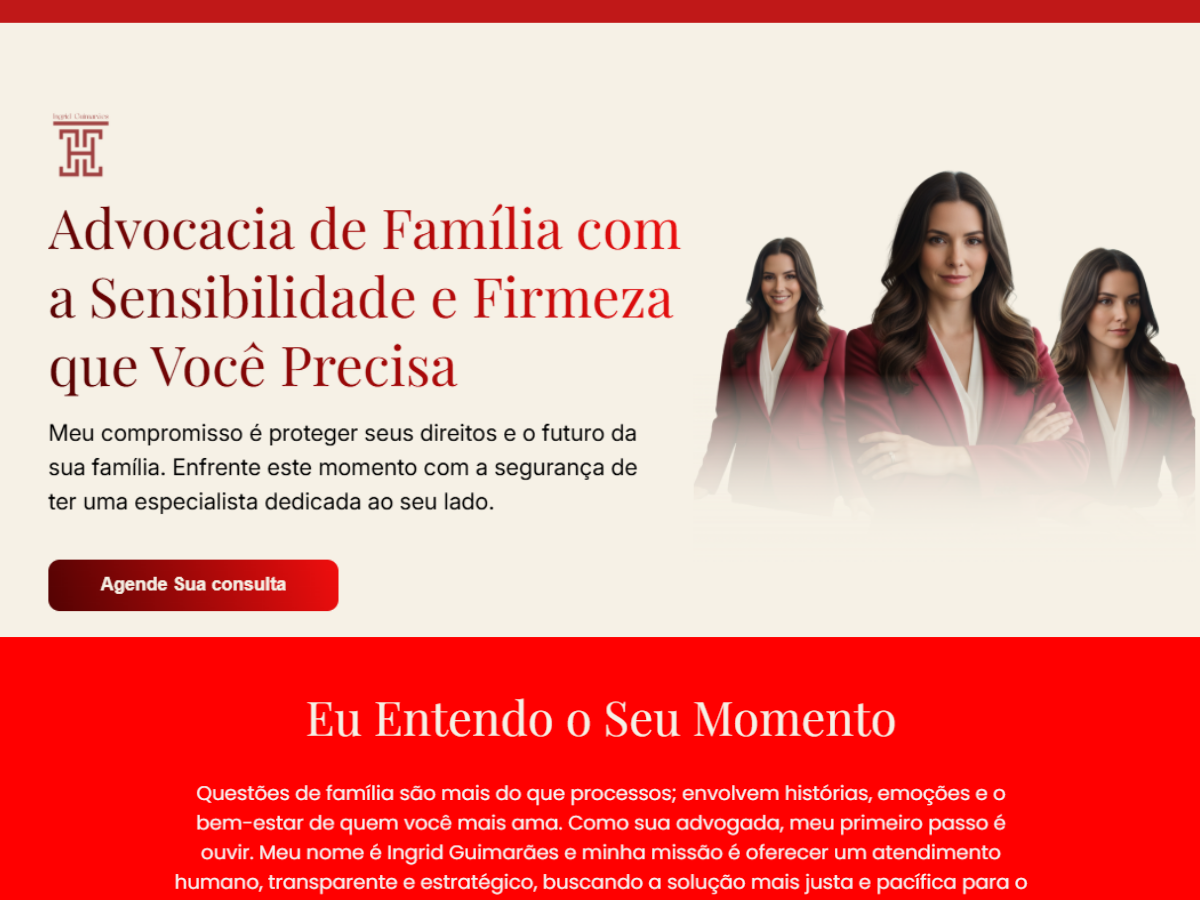 Ingrid Guimarães
Advocacia de Família com
a Sensibilidade e Firmeza
que Você Precisa
Meu compromisso é proteger seus direitos e o futuro da
sua família. Enfrente este momento com a segurança de
ter uma especialista dedicada ao seu lado.
Agende Sua consulta
Eu Entendo o Seu Momento
Questões de família são mais do que processos; envolvem histórias, emoções e o
bem-estar de quem você mais ama. Como sua advogada, meu primeiro passo é
ouvir. Meu nome é Ingrid Guimarães e minha missão é oferecer um atendimento
humano, transparente e estratégico, buscando a solução mais justa e pacífica para o